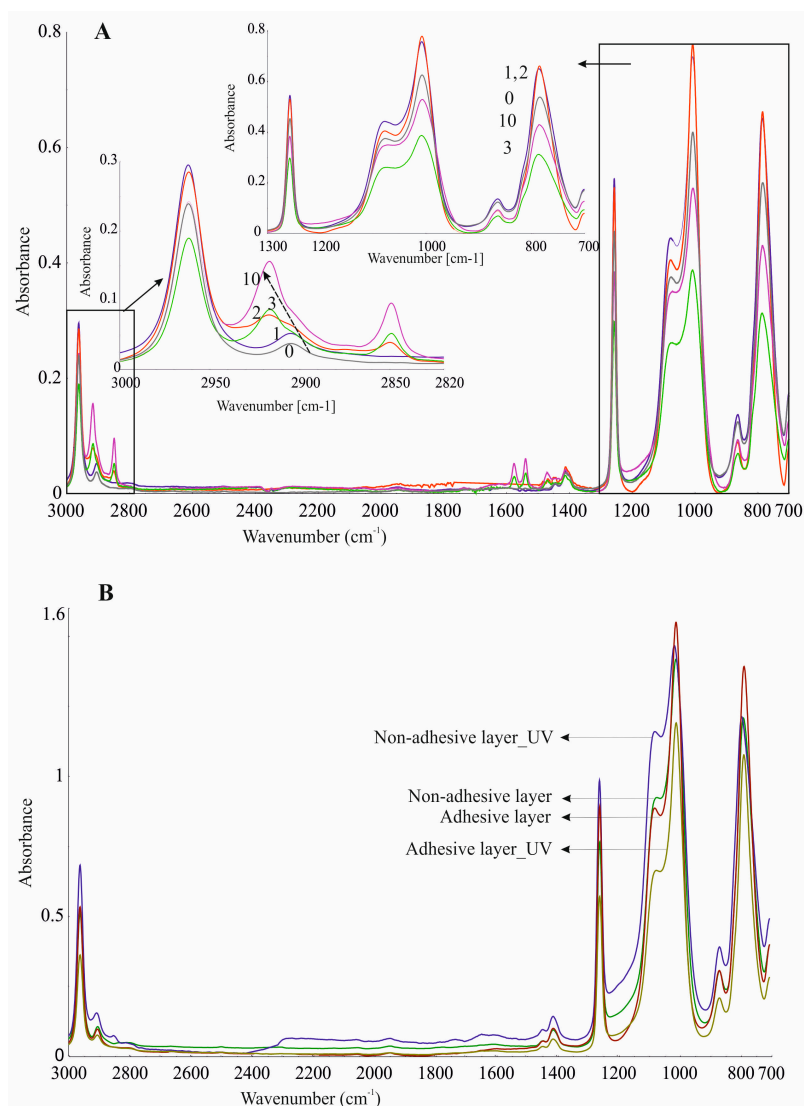 A
0.8
0.6
0.4
0.2
0
Absorbance
3000 2800 2600 2400 2200 2000 1800 1600 1400 1200 1000 800 700
Wavenumber (cm-1)
0.8
0.6
0.4
0.2
0
Absorbance
1300 1200 1000 800 700
Wavenumber [cm-1]
1,2
0
10
3
0.3
0.2
0.1
0
Absorbance
10
3
2
1
0
3000 2950 2900 2850 2820
Wavenumber [cm-1]
B
1.6
1
0.5
0
Absorbance
Non-adhesive layer_UV
Non-adhesive layer
Adhesive layer
Adhesive layer_UV
3000 2800 2600 2400 2200 2000 1800 1600 1400 1200 1000 800 700
Wavenumber (cm-1)